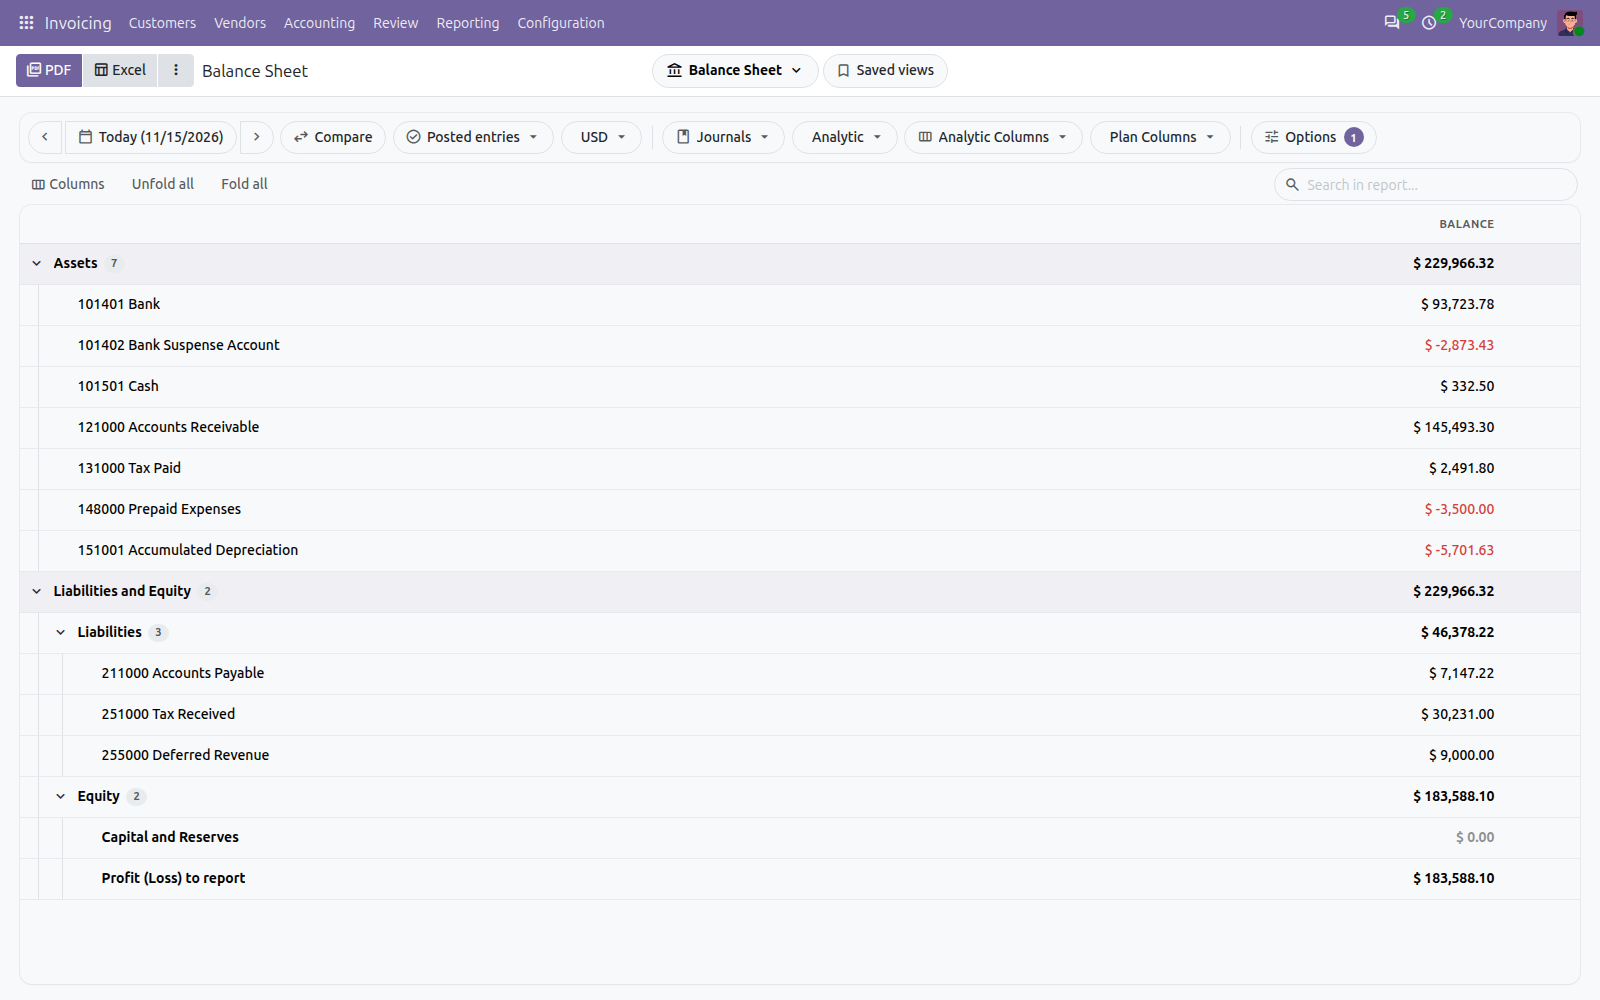 Invoicing Customers Vendors Accounting Review Reporting Configuration 5 2 YourCompany
PDF Excel Balance Sheet Balance Sheet Saved views
Today (11/15/2026) Compare Posted entries USD Journals Analytic Analytic Columns Plan Columns Options 1
Columns Unfold all Fold all Search in report...
BALANCE
Assets 7 $ 229,966.32
101401 Bank $ 93,723.78
101402 Bank Suspense Account $ -2,873.43
101501 Cash $ 332.50
121000 Accounts Receivable $ 145,493.30
131000 Tax Paid $ 2,491.80
148000 Prepaid Expenses $ -3,500.00
151001 Accumulated Depreciation $ -5,701.63
Liabilities and Equity 2 $ 229,966.32
Liabilities 3 $ 46,378.22
211000 Accounts Payable $ 7,147.22
251000 Tax Received $ 30,231.00
255000 Deferred Revenue $ 9,000.00
Equity 2 $ 183,588.10
Capital and Reserves $ 0.00
Profit (Loss) to report $ 183,588.10